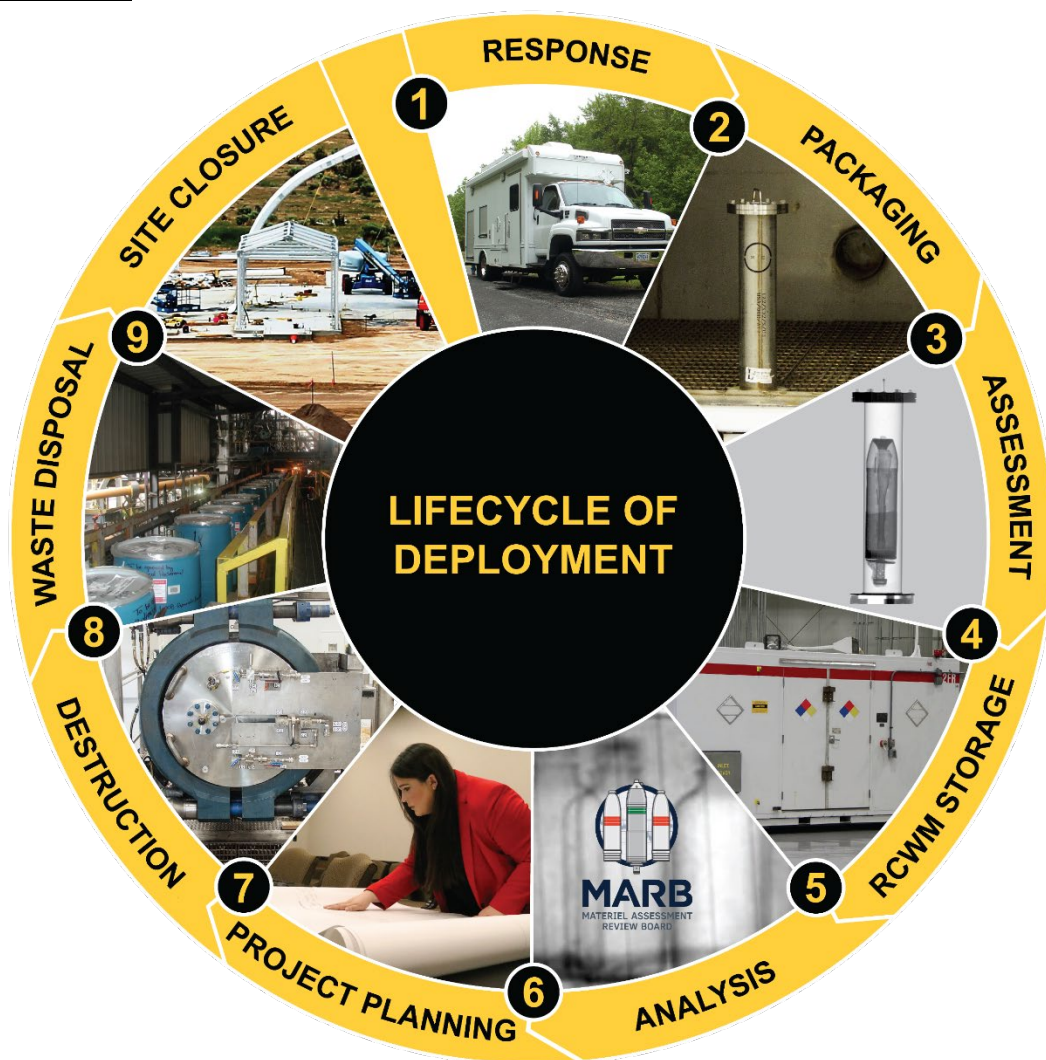 LIFECYCLE OF
DEPLOYMENT
1
RESPONSE
2
PACKAGING
3
ASSESSMENT
4
RCWM STORAGE
5
ANALYSIS
MARB
MATERIEL ASSESSMENT
REVIEW BOARD
6
PROJECT PLANNING
7
DESTRUCTION
8
WASTE DISPOSAL
9
SITE CLOSURE